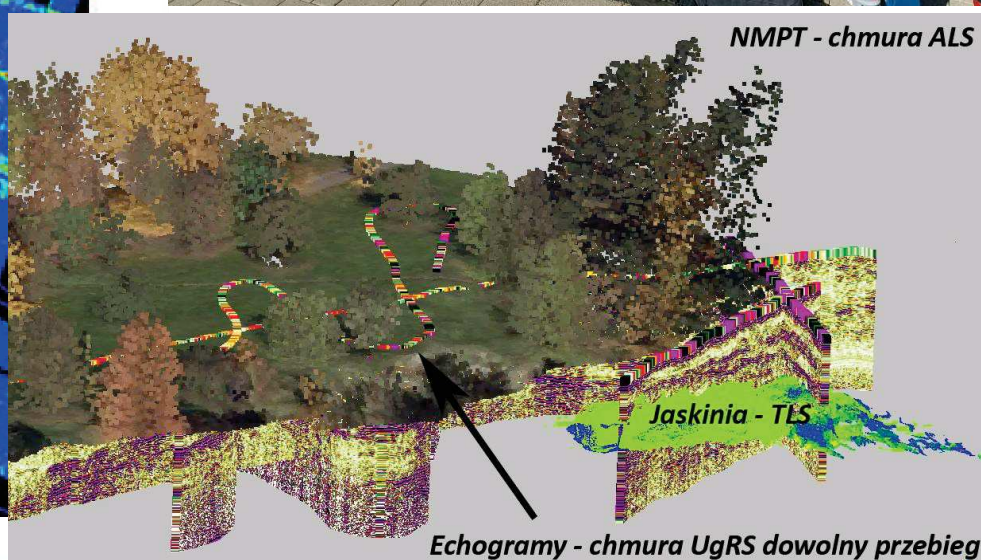 NMPT - chmura ALS
Jaskinia - TLS
Echogramy - chmura UgRS dowolny przebieg